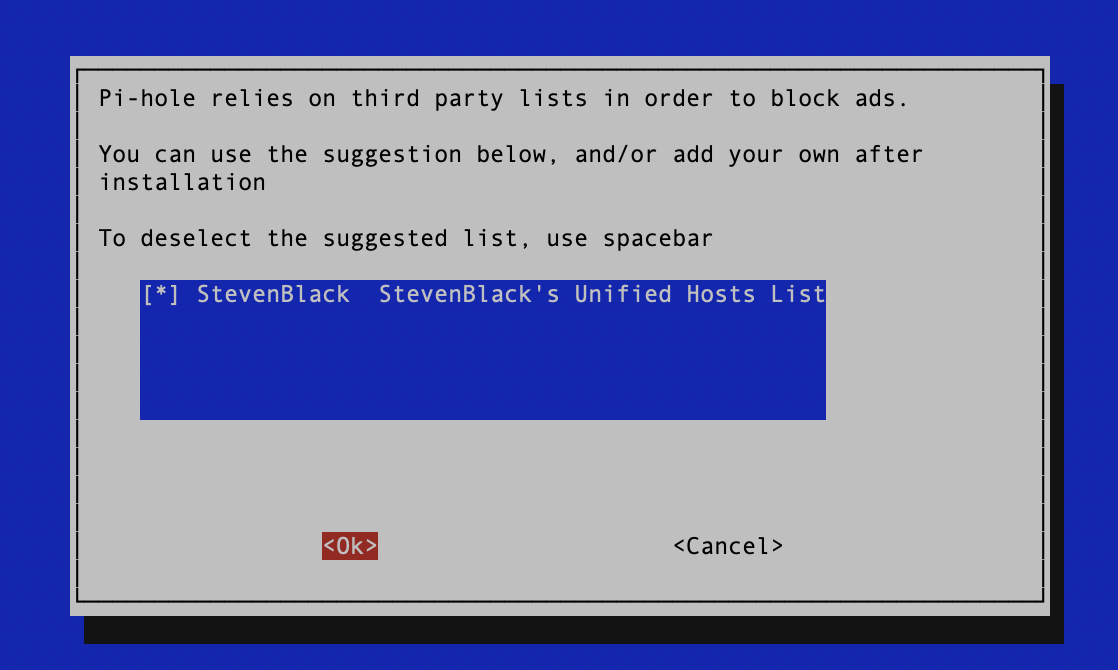 Pi-hole relies on third party lists in order to block ads.
You can use the suggestion below, and/or add your own after
installation
To deselect the suggested list, use spacebar
[*] StevenBlack  StevenBlack's Unified Hosts List
<Ok>
<Cancel>